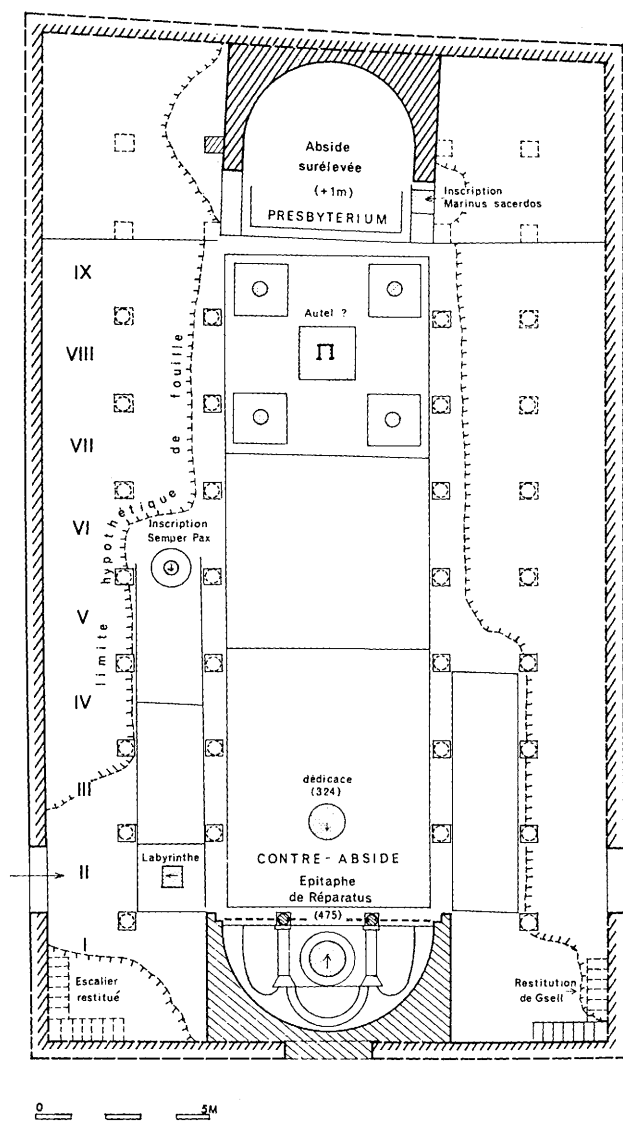 Abside
surélevée
(+1m)
PRESBYTERIUM
Inscription
Marinus sacerdos
IX
Autel ?
VIII
VII
VI
Inscription
Semper Pax
limite hypothétique de fouille
V
IV
III
dédicace
(324)
Labyrinthe
II
CONTRE-ABSIDE
Epitaphe
de Réparatus
(475)
I
Escalier
restitué
Restitution
de Gsell
0 5M